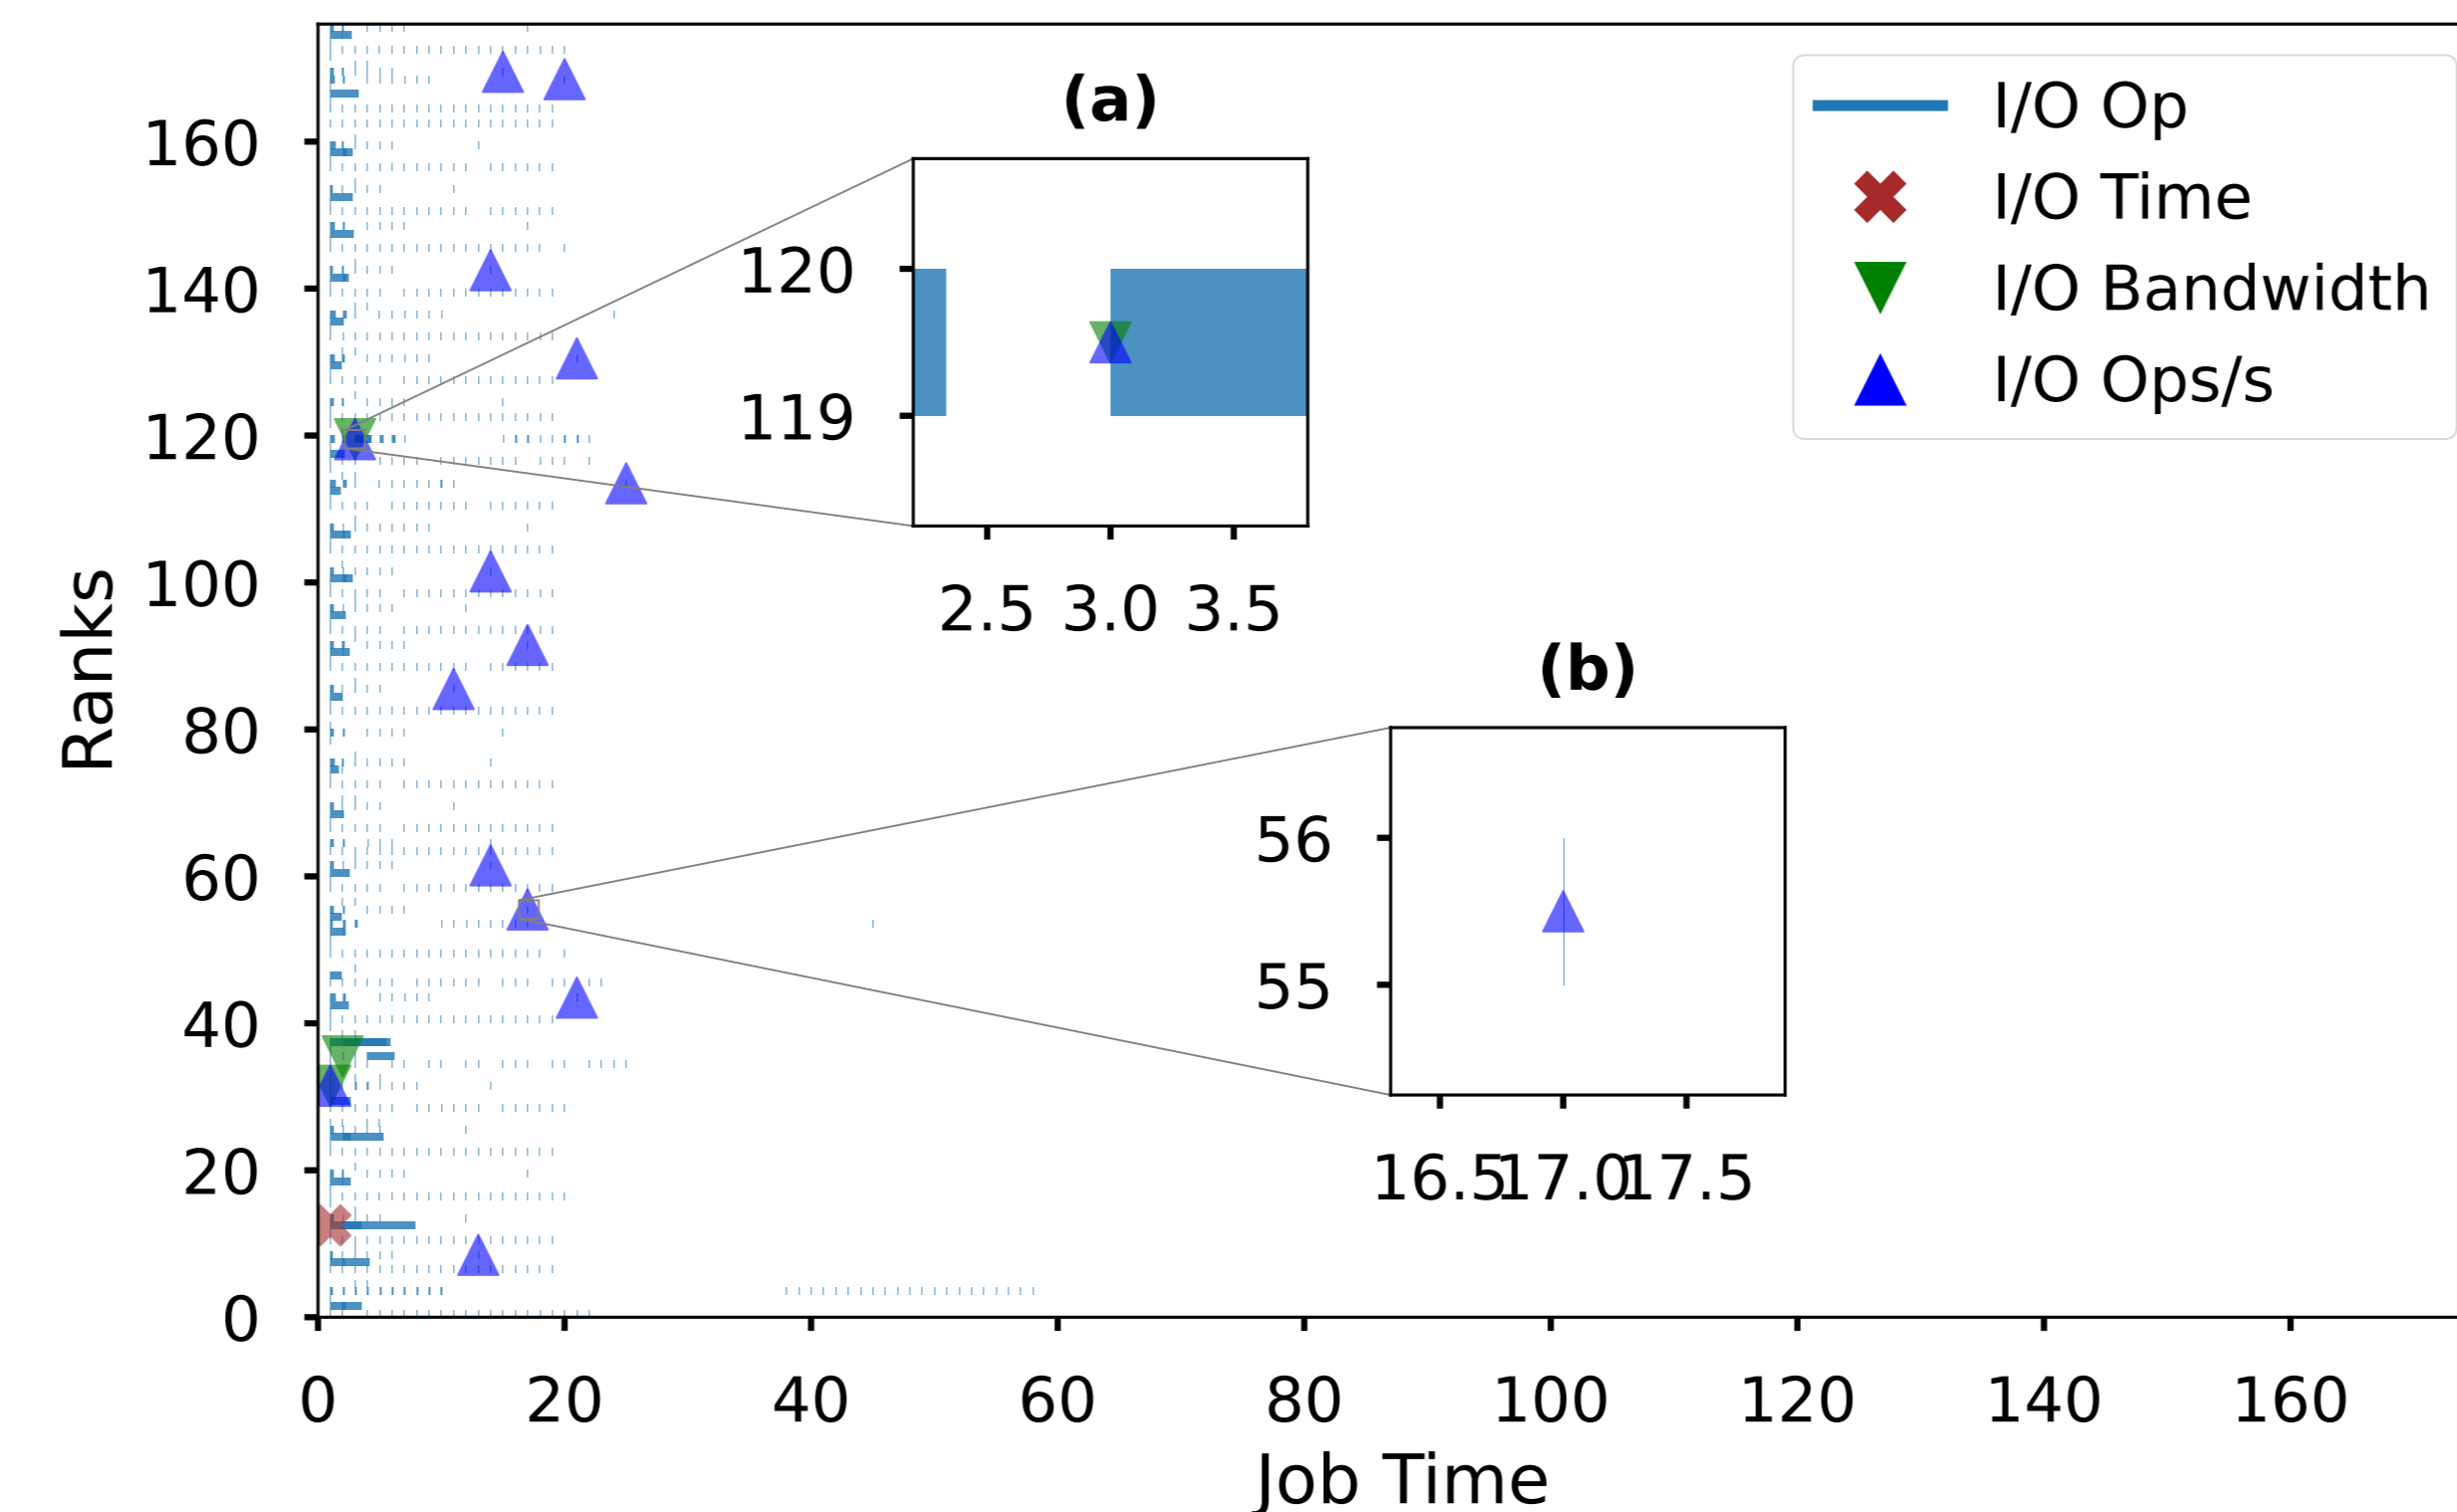 (a)
I/O Op
I/O Time
I/O Bandwidth
I/O Ops/s
160
140
120
100
80
60
40
20
0
Ranks
120
119
2.5 3.0 3.5
(b)
56
55
16.5 17.0 17.5
0 20 40 60 80 100 120 140 160
Job Time